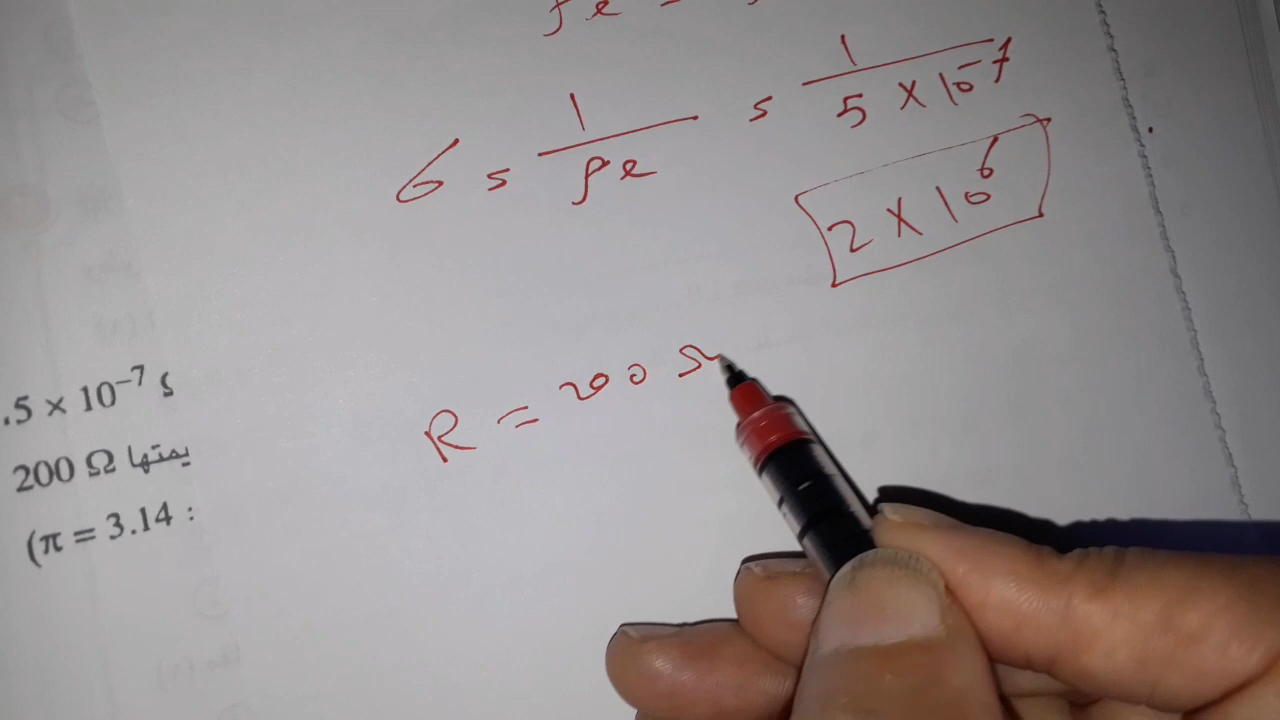 σ = 1/ρe = 1/5 × 10⁻⁷
2 × 10⁶
R = 200 Ω
.5 × 10⁻⁷ s
يمتها 200 Ω
(π = 3.14 :